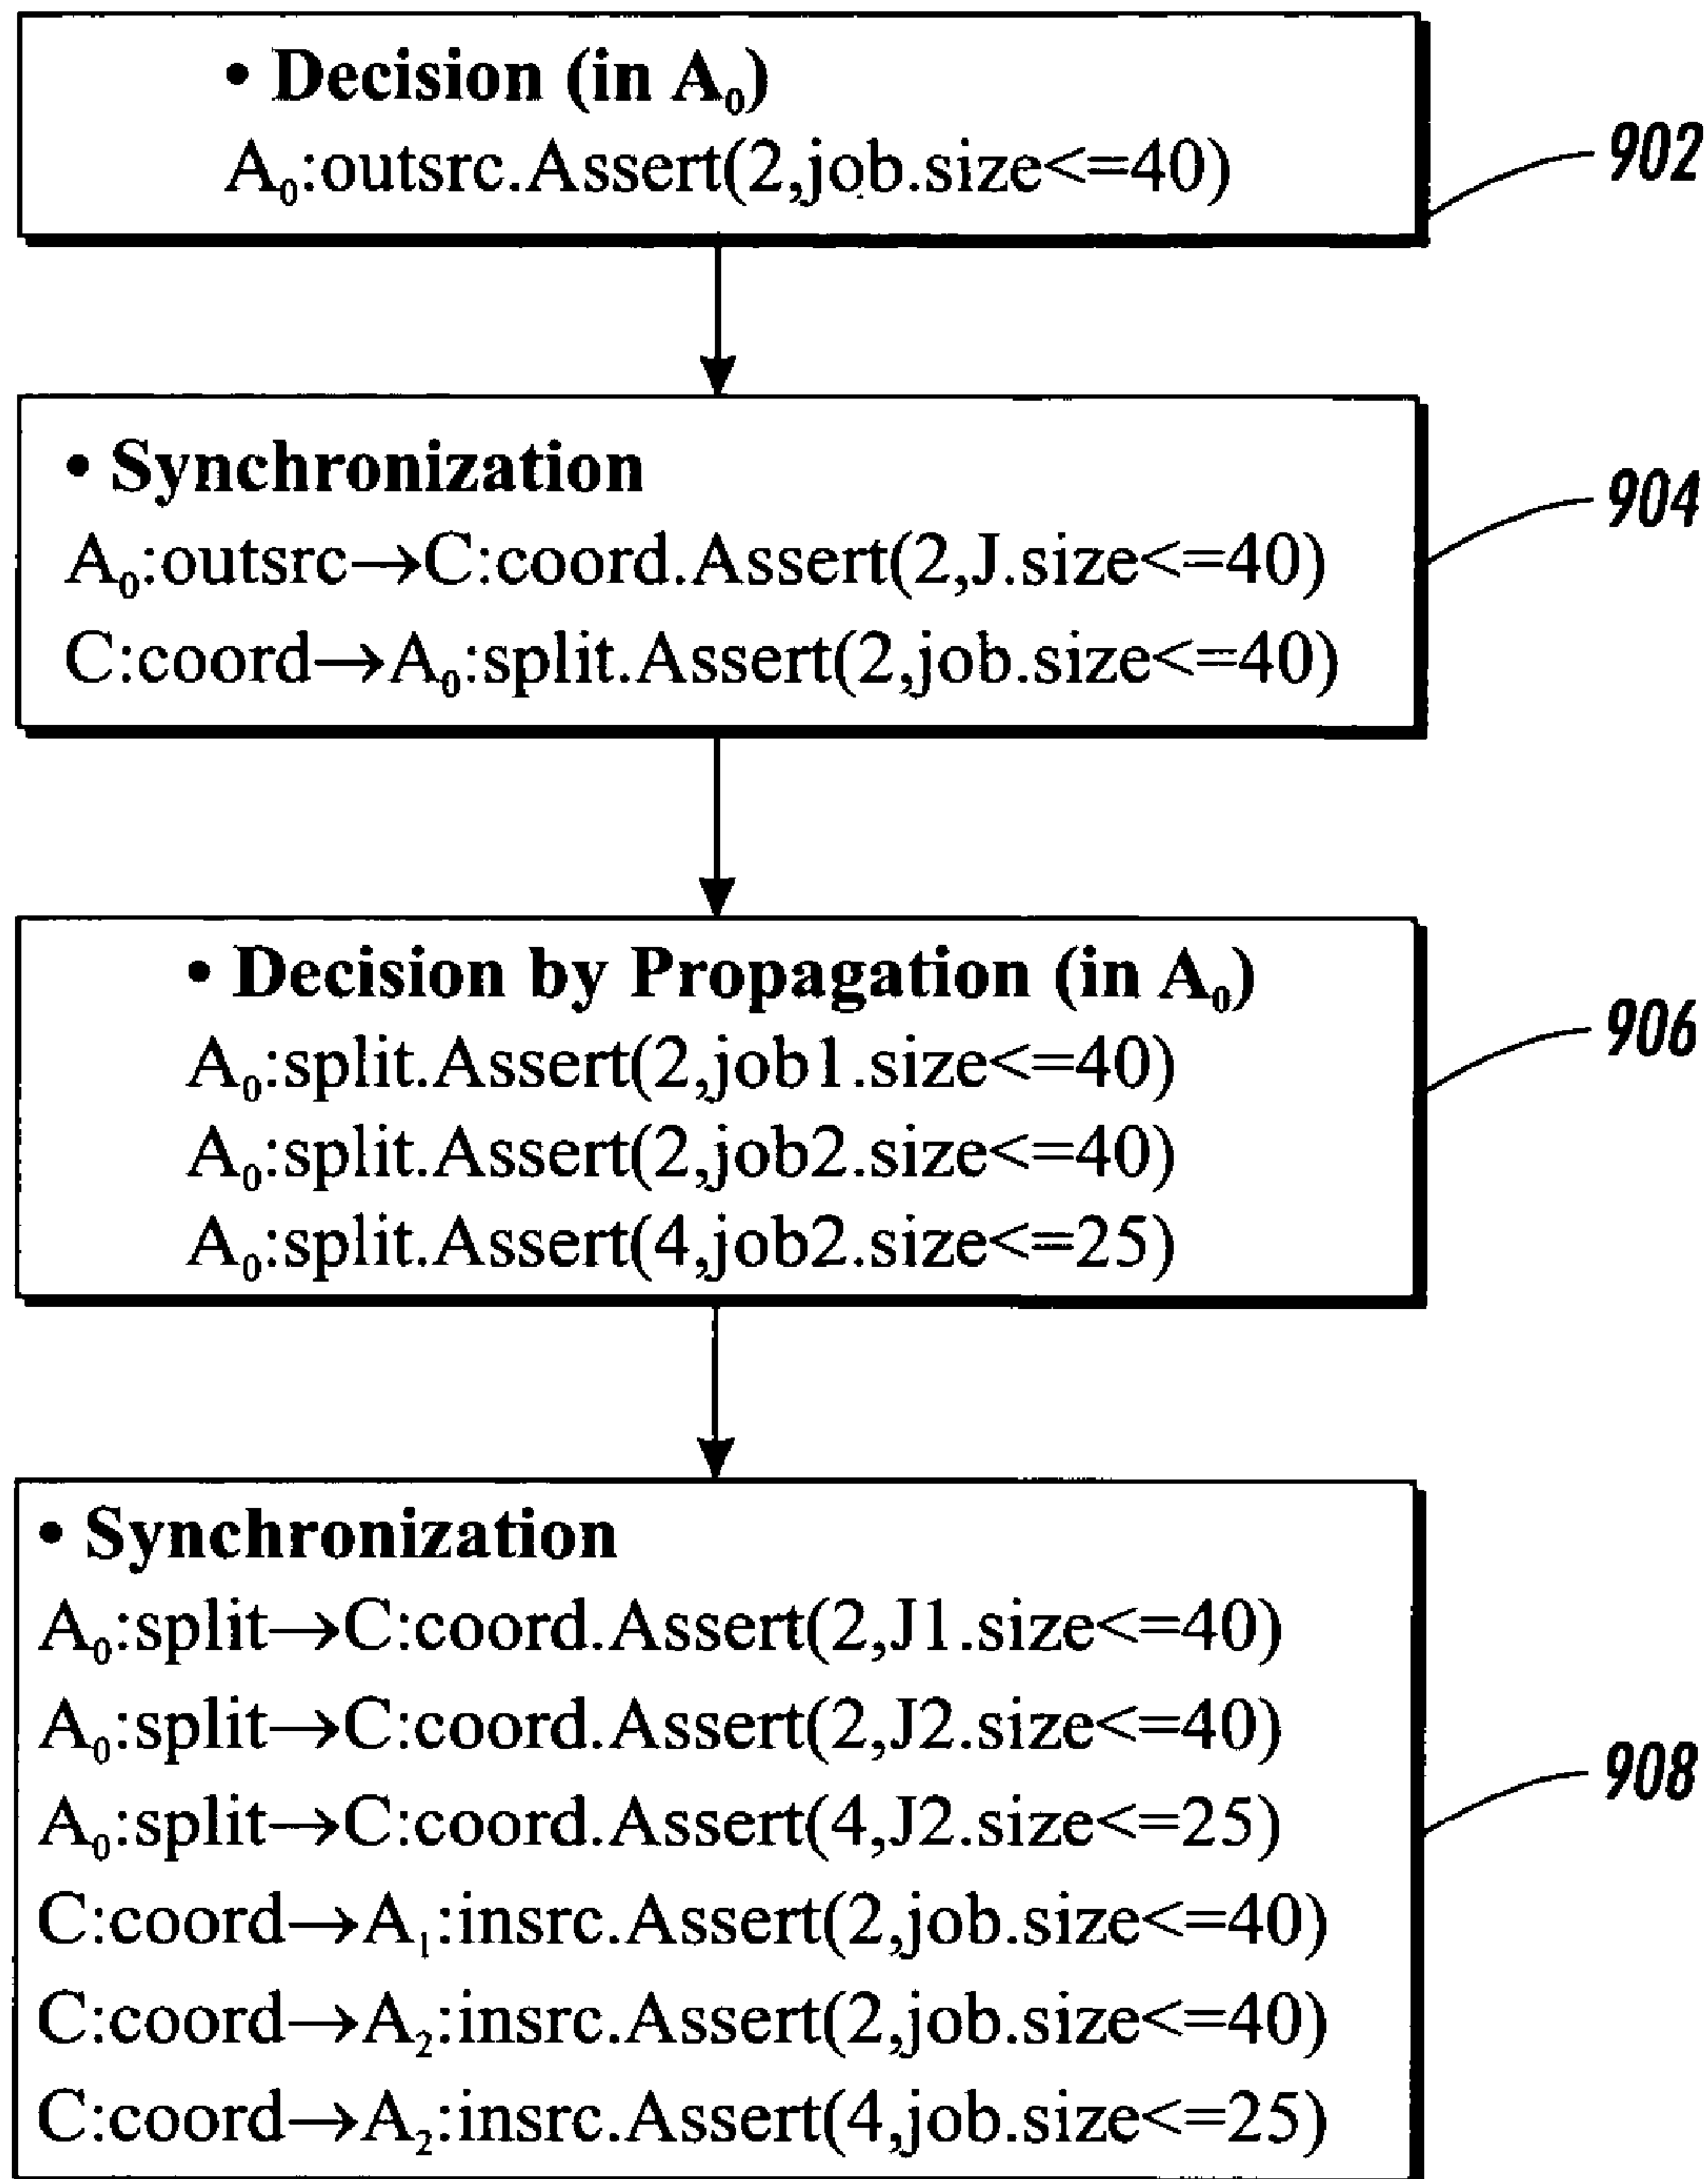 • Decision (in A₀)
A₀:outsrc.Assert(2,job.size<=40)
902
• Synchronization
A₀:outsrc→C:coord.Assert(2,J.size<=40)
C:coord→A₀:split.Assert(2,job.size<=40)
904
• Decision by Propagation (in A₀)
A₀:split.Assert(2,job1.size<=40)
A₀:split.Assert(2,job2.size<=40)
A₀:split.Assert(4,job2.size<=25)
906
• Synchronization
A₀:split→C:coord.Assert(2,J1.size<=40)
A₀:split→C:coord.Assert(2,J2.size<=40)
A₀:split→C:coord.Assert(4,J2.size<=25)
C:coord→A₁:insrc.Assert(2,job.size<=40)
C:coord→A₂:insrc.Assert(2,job.size<=40)
C:coord→A₂:insrc.Assert(4,job.size<=25)
908